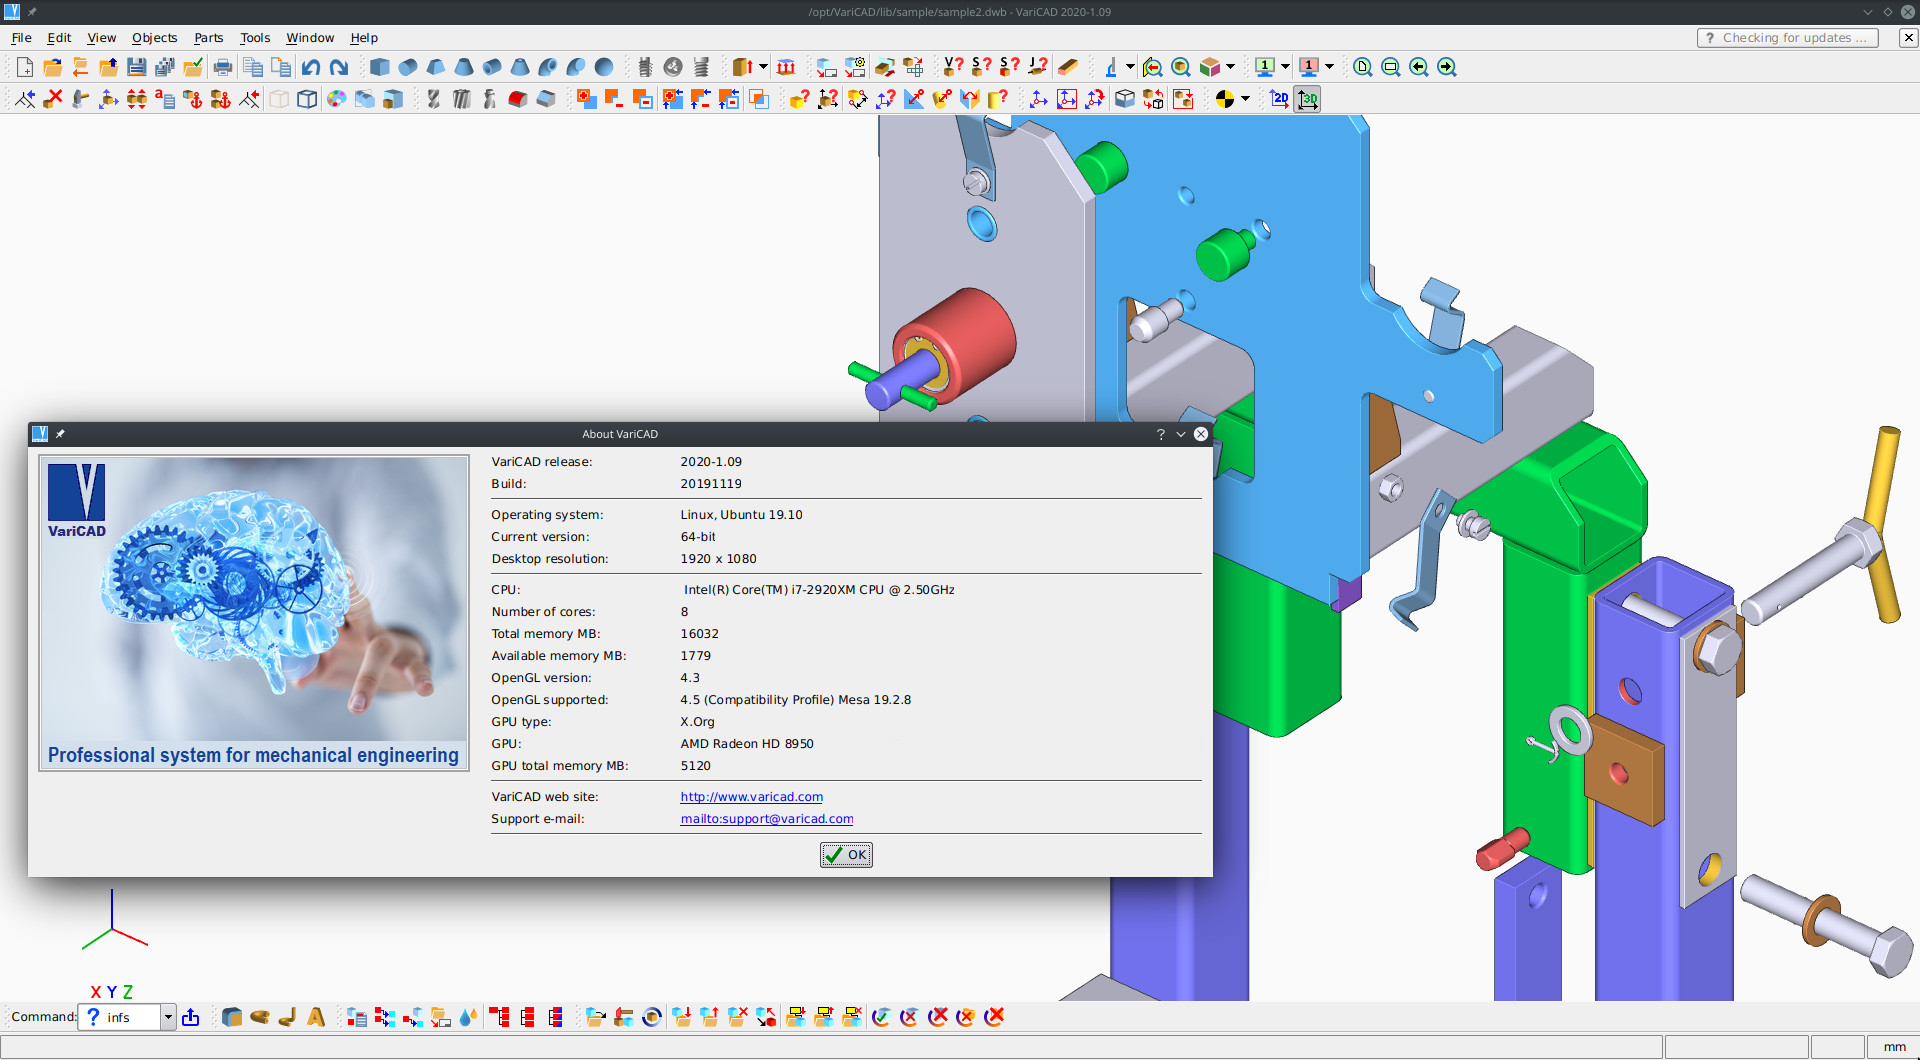 /opt/VariCAD/lib/sample/sample2.dwb - VariCAD 2020-1.09
File Edit View Objects Parts Tools Window Help
? Checking for updates ...
V? S? S? J?
1 1
2D 3D
About VariCAD
?
VariCAD
Professional system for mechanical engineering
VariCAD release: 2020-1.09
Build: 20191119
Operating system: Linux, Ubuntu 19.10
Current version: 64-bit
Desktop resolution: 1920 x 1080
CPU: Intel(R) Core(TM) i7-2920XM CPU @ 2.50GHz
Number of cores: 8
Total memory MB: 16032
Available memory MB: 1779
OpenGL version: 4.3
OpenGL supported: 4.5 (Compatibility Profile) Mesa 19.2.8
GPU type: X.Org
GPU: AMD Radeon HD 8950
GPU total memory MB: 5120
VariCAD web site: http://www.varicad.com
Support e-mail: mailto:support@varicad.com
OK
X Y Z
Command: ? infs
mm